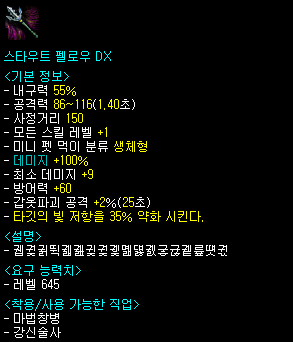 스타우트 펠로우 DX
<기본 정보>
- 내구력 55%
- 공격력 86~116(1.40초)
- 사정거리 150
- 모든 스킬 레벨 +1
- 미니 펫 먹이 분류 생체형
- 데미지 +100%
- 최소 데미지 +9
- 방어력 +60
- 갑옷파괴 공격 +2%(25초)
- 타깃의 빛 저항을 35% 약화 시킨다.
<설명>
<요구 능력치>
- 레벨 645
<착용/사용 가능한 직업>
- 마법창병
- 강신술사